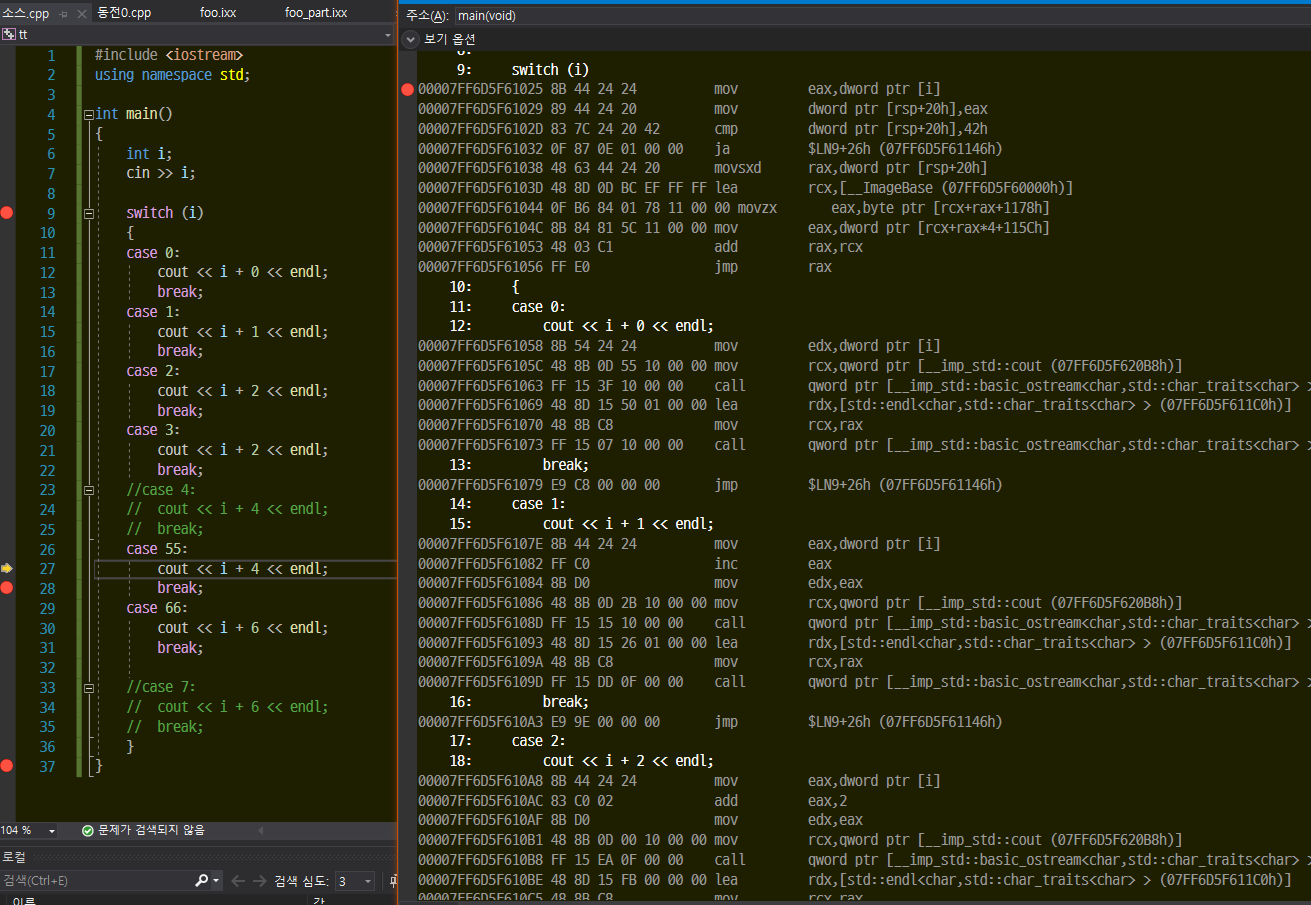 소스.cpp
동전0.cpp
foo.ixx
foo_part.ixx
tt
1 #include <iostream>
2 using namespace std;
3
4 int main()
5 {
6 int i;
7 cin >> i;
8
9 switch (i)
10 {
11 case 0:
12 cout << i + 0 << endl;
13 break;
14 case 1:
15 cout << i + 1 << endl;
16 break;
17 case 2:
18 cout << i + 2 << endl;
19 break;
20 case 3:
21 cout << i + 2 << endl;
22 break;
23 //case 4:
24 // cout << i + 4 << endl;
25 // break;
26 case 55:
27 cout << i + 4 << endl;
28 break;
29 case 66:
30 cout << i + 6 << endl;
31 break;
32
33 //case 7:
34 // cout << i + 6 << endl;
35 // break;
36 }
37 }
104 %
문제가 검색되지 않음
로컬
검색(Ctrl+E)
검색 심도: 3
이름
값
주소(A): main(void)
보기 옵션
8:
9: switch (i)
00007FF6D5F61025 8B 44 24 24 mov eax,dword ptr [i]
00007FF6D5F61029 89 44 24 20 mov dword ptr [rsp+20h],eax
00007FF6D5F6102D 83 7C 24 20 42 cmp dword ptr [rsp+20h],42h
00007FF6D5F61032 0F 87 0E 01 00 00 ja $LN9+26h (07FF6D5F61146h)
00007FF6D5F61038 48 63 44 24 20 movsxd rax,dword ptr [rsp+20h]
00007FF6D5F6103D 48 8D 0D BC EF FF FF lea rcx,[__ImageBase (07FF6D5F60000h)]
00007FF6D5F61044 0F B6 84 01 78 11 00 00 movzx eax,byte ptr [rcx+rax+1178h]
00007FF6D5F6104C 8B 84 81 5C 11 00 00 mov eax,dword ptr [rcx+rax*4+115Ch]
00007FF6D5F61053 48 03 C1 add rax,rcx
00007FF6D5F61056 FF E0 jmp rax
10: {
11: case 0:
12: cout << i + 0 << endl;
00007FF6D5F61058 8B 54 24 24 mov edx,dword ptr [i]
00007FF6D5F6105C 48 8B 0D 55 10 00 00 mov rcx,qword ptr [__imp_std::cout (07FF6D5F620B8h)]
00007FF6D5F61063 FF 15 3F 10 00 00 call qword ptr [__imp_std::basic_ostream<char,std::char_traits<char> >
00007FF6D5F61069 48 8D 15 50 01 00 00 lea rdx,[std::endl<char,std::char_traits<char> > (07FF6D5F611C0h)]
00007FF6D5F61070 48 8B C8 mov rcx,rax
00007FF6D5F61073 FF 15 07 10 00 00 call qword ptr [__imp_std::basic_ostream<char,std::char_traits<char> >
13: break;
00007FF6D5F61079 E9 C8 00 00 00 jmp $LN9+26h (07FF6D5F61146h)
14: case 1:
15: cout << i + 1 << endl;
00007FF6D5F6107E 8B 44 24 24 mov eax,dword ptr [i]
00007FF6D5F61082 FF C0 inc eax
00007FF6D5F61084 8B D0 mov edx,eax
00007FF6D5F61086 48 8B 0D 2B 10 00 00 mov rcx,qword ptr [__imp_std::cout (07FF6D5F620B8h)]
00007FF6D5F6108D FF 15 15 10 00 00 call qword ptr [__imp_std::basic_ostream<char,std::char_traits<char> >
00007FF6D5F61093 48 8D 15 26 01 00 00 lea rdx,[std::endl<char,std::char_traits<char> > (07FF6D5F611C0h)]
00007FF6D5F6109A 48 8B C8 mov rcx,rax
00007FF6D5F6109D FF 15 DD 0F 00 00 call qword ptr [__imp_std::basic_ostream<char,std::char_traits<char> >
16: break;
00007FF6D5F610A3 E9 9E 00 00 00 jmp $LN9+26h (07FF6D5F61146h)
17: case 2:
18: cout << i + 2 << endl;
00007FF6D5F610A8 8B 44 24 24 mov eax,dword ptr [i]
00007FF6D5F610AC 83 C0 02 add eax,2
00007FF6D5F610AF 8B D0 mov edx,eax
00007FF6D5F610B1 48 8B 0D 00 10 00 00 mov rcx,qword ptr [__imp_std::cout (07FF6D5F620B8h)]
00007FF6D5F610B8 FF 15 EA 0F 00 00 call qword ptr [__imp_std::basic_ostream<char,std::char_traits<char> >
00007FF6D5F610BE 48 8D 15 FB 00 00 00 lea rdx,[std::endl<char,std::char_traits<char> > (07FF6D5F611C0h)]
00007FF6D5F610C5 48 8B C8 mov rcx,rax